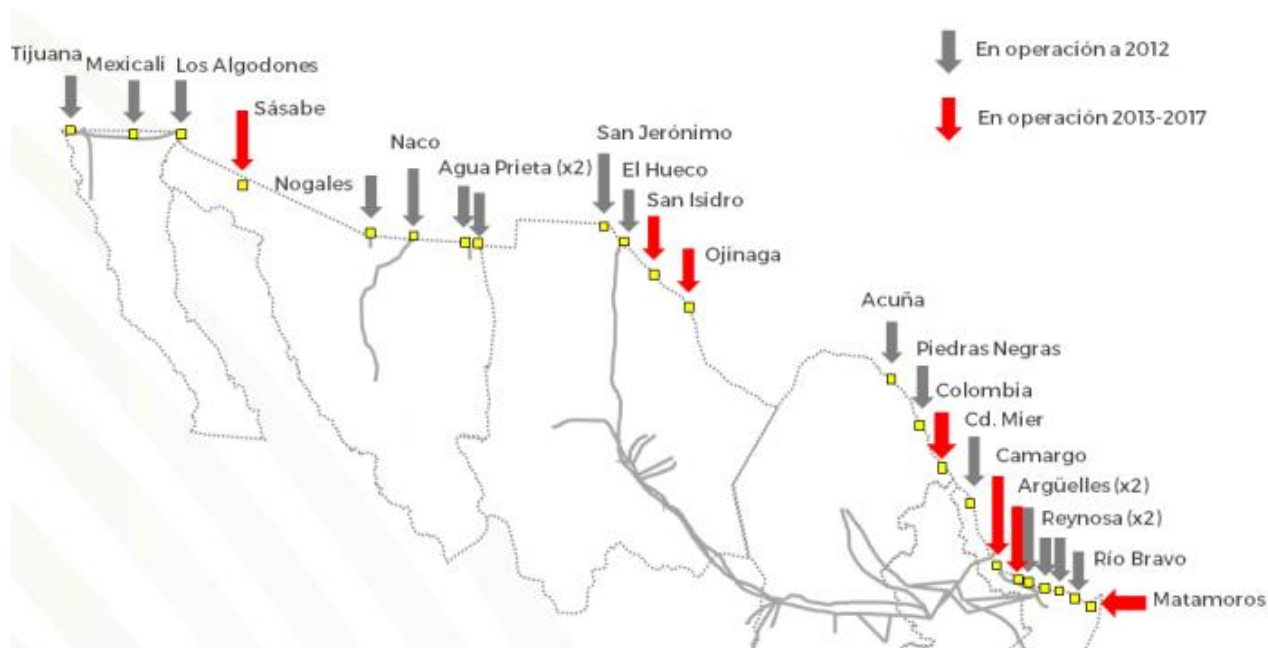 En operación a 2012
En operación 2013-2017
Tijuana
Mexicali
Los Algodones
Sásabe
Nogales
Naco
Agua Prieta (x2)
San Jerónimo
El Hueco
San Isidro
Ojinaga
Acuña
Piedras Negras
Colombia
Cd. Mier
Camargo
Argüelles (x2)
Reynosa (x2)
Río Bravo
Matamoros